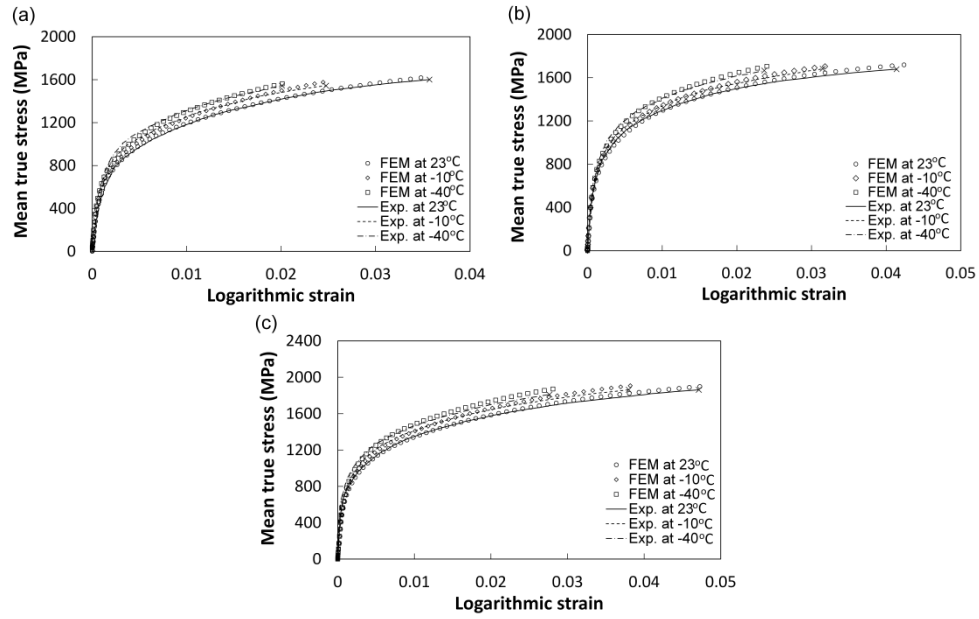 (a)
Mean true stress (MPa)
2000
1600
1200
800
400
0
0
0.01
0.02
0.03
0.04
Logarithmic strain
FEM at 23°C
FEM at -10°C
FEM at -40°C
Exp. at 23°C
Exp. at -10°C
Exp. at -40°C
(b)
Mean true stress (MPa)
2000
1600
1200
800
400
0
0
0.01
0.02
0.03
0.04
0.05
Logarithmic strain
FEM at 23°C
FEM at -10°C
FEM at -40°C
Exp. at 23°C
Exp. at -10°C
Exp. at -40°C
(c)
Mean true stress (MPa)
2400
2000
1600
1200
800
400
0
0
0.01
0.02
0.03
0.04
0.05
Logarithmic strain
FEM at 23°C
FEM at -10°C
FEM at -40°C
Exp. at 23°C
Exp. at -10°C
Exp. at -40°C